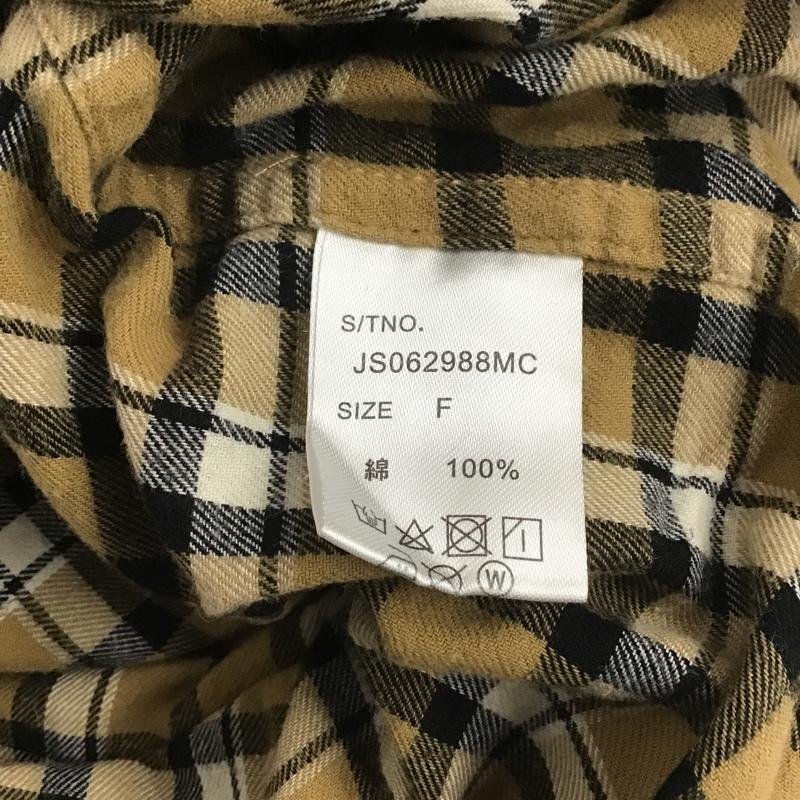 S/TNO.
JS062988MC
SIZE F
綿 100%
W